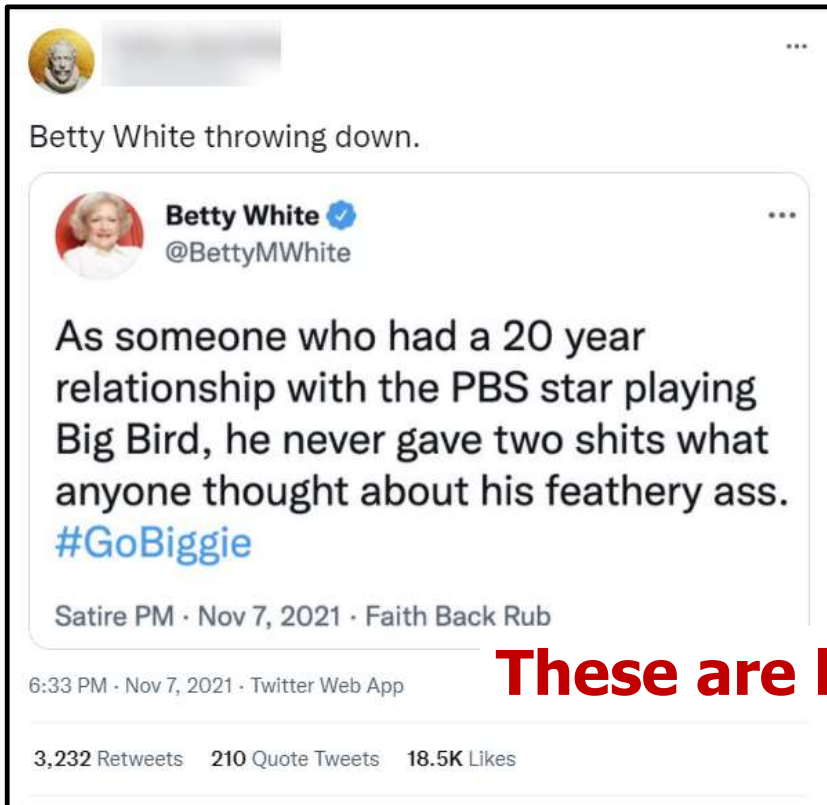 Betty White throwing down.
Betty White
@BettyMWhite
As someone who had a 20 year
relationship with the PBS star playing
Big Bird, he never gave two shits what
anyone thought about his feathery ass.
#GoBiggie
Satire PM · Nov 7, 2021 · Faith Back Rub
These are
6:33 PM · Nov 7, 2021 · Twitter Web App
3,232 Retweets 210 Quote Tweets 18.5K Likes